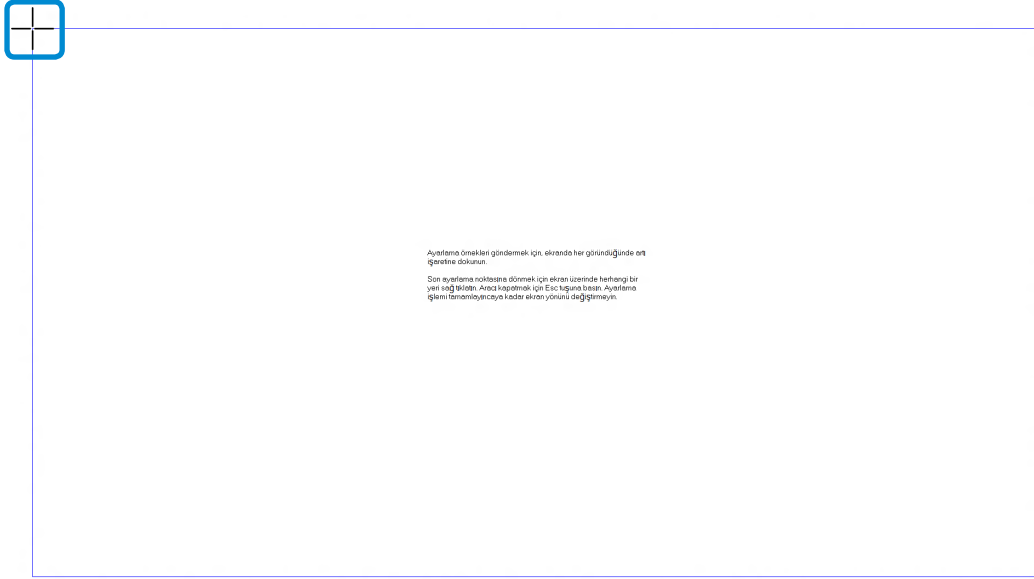 Ayarlama örnekleri göndermek için, ekranda her göründüğünde artı
işaretine dokunun.
Son ayarlama noktasına dönmek için ekran üzerinde herhangi bir
yeri sağ tıklatın. Aracı kapatmak için Esc tuşuna basın. Ayarlama
işlemi tamamlayıncaya kadar ekran yönünü değiştirmeyin.